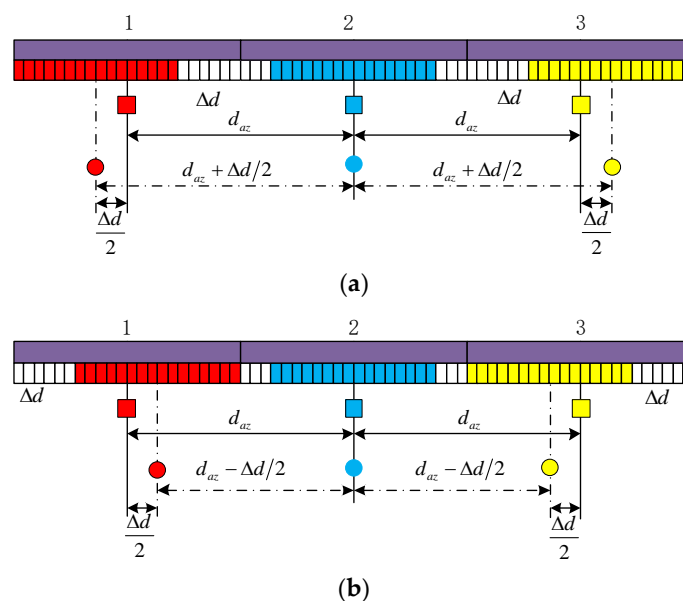 1 2 3
Δd Δd
d_az d_az
d_az + Δd/2 d_az + Δd/2
Δd/2 Δd/2
(a)
1 2 3
Δd Δd
d_az d_az
d_az − Δd/2 d_az − Δd/2
Δd/2 Δd/2
(b)